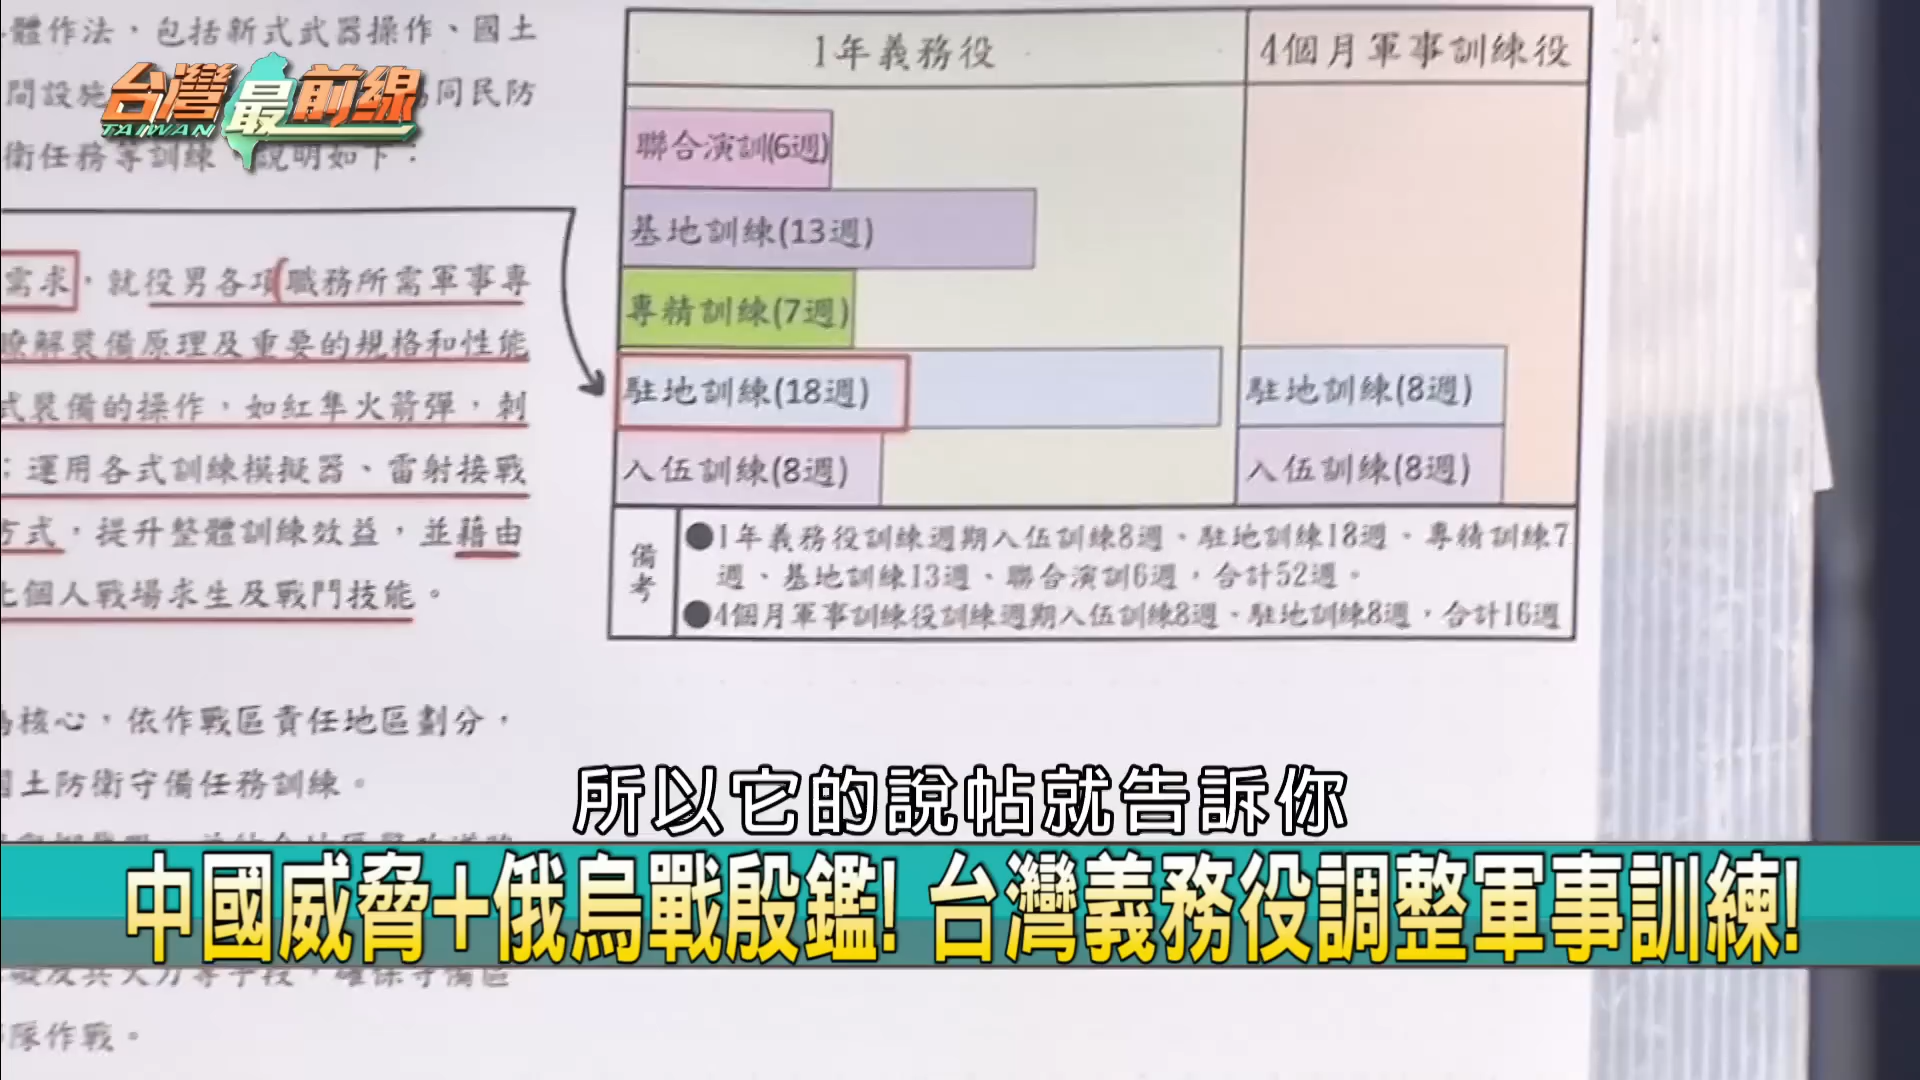 體作法，包括新式武器操作、國土
間設施
同民防
衛任務等訓練，說明如下：
台灣最前線
TAIWAN
需求，就役男各項職務所需軍事專
瞭解裝備原理及重要的規格和性能
式裝備的操作，如紅隼火箭彈，刺
；運用各式訓練模擬器、雷射接戰
方式，提升整體訓練效益，並藉由
個人戰場求生及戰鬥技能。
1年義務役
4個月軍事訓練役
聯合演訓(6週)
基地訓練(13週)
專精訓練(7週)
駐地訓練(18週)
駐地訓練(8週)
入伍訓練(8週)
入伍訓練(8週)
備考
●1年義務役訓練週期入伍訓練8週、駐地訓練18週、專精訓練7
週、基地訓練13週、聯合演訓6週，合計52週。
●4個月軍事訓練役訓練週期入伍訓練8週、駐地訓練8週，合計16週
為核心，依作戰區責任地區劃分，
國土防衛守備任務訓練。
所以它的說帖就告訴你
中國威脅+俄烏戰殷鑑! 台灣義務役調整軍事訓練!
隊作戰。